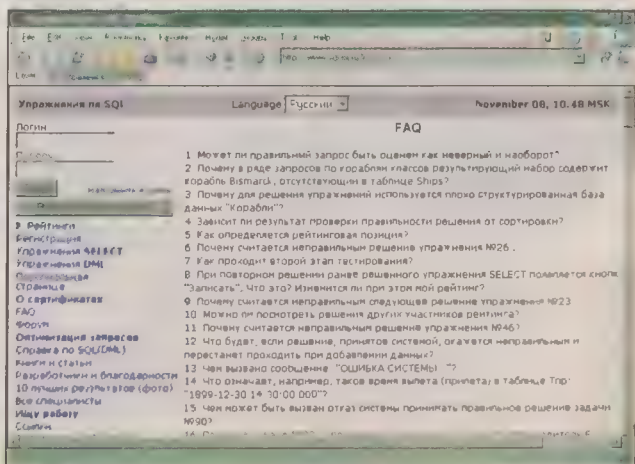 Упражнения по SQL
Language Русский
November 08, 10.48 MSK
Логин
FAQ
1 Может ли правильный запрос быть оценен как неверный и наоборот?
2 Почему в ряде запросов по кораблям классов результирующий набор содержит
корабль Bismarck, отсутствующий в таблице Ships?
3 Почему для решения упражнений используется плохо структурированная база
данных "Корабли"?
4 Зависит ли результат проверки правильности решения от сортировки?
5 Как определяется рейтинговая позиция?
6 Почему считается неправильным решение упражнения №26 .
7 Как проходит второй этап тестирования?
8 При повторном решении ранее решенного упражнения SELECT появляется кнопк
"Записать". Что это? Изменится ли при этом мой рейтинг?
9 Почему считается неправильным следующее решение упражнения №23
10 Можно ли посмотреть решения других участников рейтинга?
11 Почему считается неправильным решение упражнения №46?
12 Что будет, если решение, принятое системой, окажется неправильным и
перестанет проходить при добавлении данных?
13 Чем вызвано сообщение "ОШИБКА СИСТЕМЫ "?
14 Что означает, например, такое время вылета (прилета) в таблице Trip:
"1899-12-30 14 30:00 000"?
15 Чем может быть вызван отказ системы принимать правильное решение задачи
№90?
Рейтинги
Регистрация
Упражнения SELECT
Упражнения DML
Персональная
страница
О сертификатах
FAQ
Форум
Оптимизация запросов
Справка по SQL(DML)
Книги и статьи
Разработчики и благодарности
10 лучших результатов (фото)
Все специалисты
Ищу работу
Ссылки